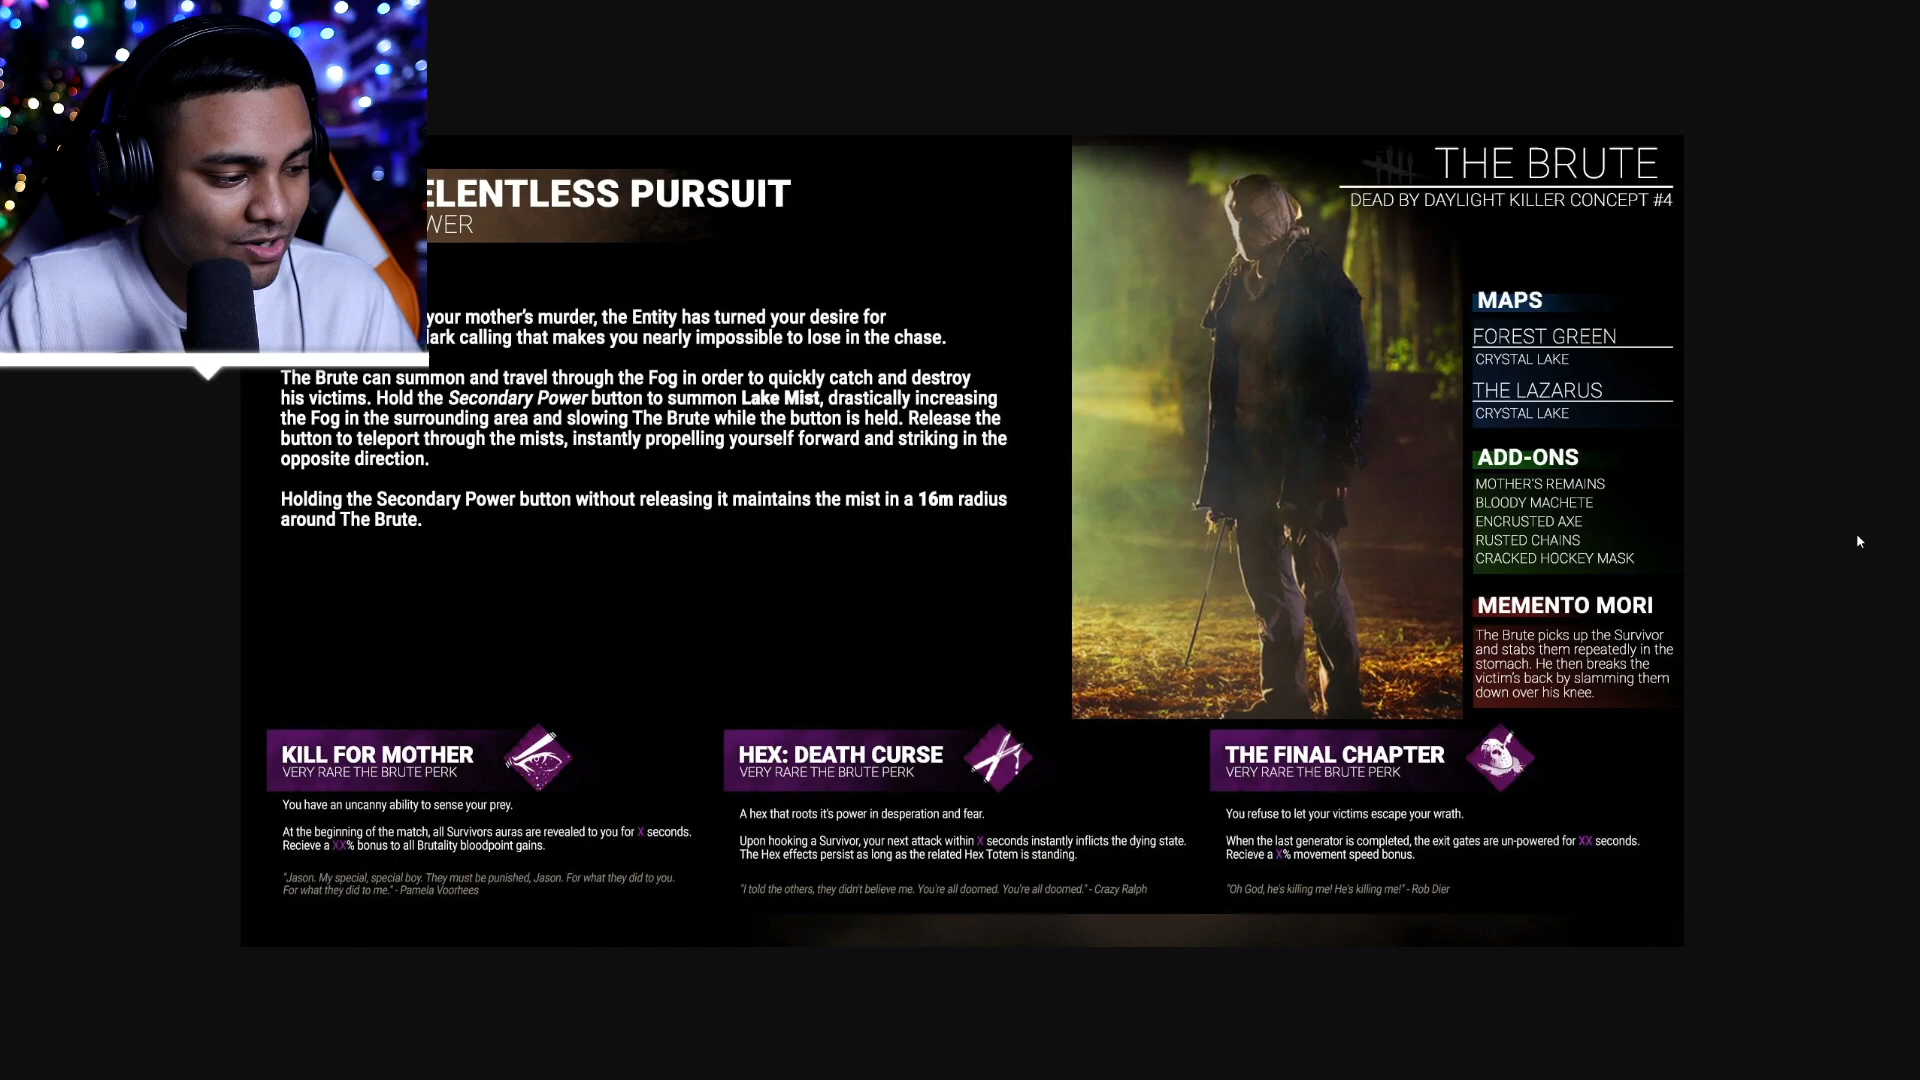 ELENTLESS PURSUIT
WER
your mother's murder, the Entity has turned your desire for
lark calling that makes you nearly impossible to lose in the chase.
The Brute can summon and travel through the Fog in order to quickly catch and destroy
his victims. Hold the Secondary Power button to summon Lake Mist, drastically increasing
the Fog in the surrounding area and slowing The Brute while the button is held. Release the
button to teleport through the mists, instantly propelling yourself forward and striking in the
opposite direction.
Holding the Secondary Power button without releasing it maintains the mist in a 16m radius
around The Brute.
THE BRUTE
DEAD BY DAYLIGHT KILLER CONCEPT #4
MAPS
FOREST GREEN
CRYSTAL LAKE
THE LAZARUS
CRYSTAL LAKE
ADD-ONS
MOTHER'S REMAINS
BLOODY MACHETE
ENCRUSTED AXE
RUSTED CHAINS
CRACKED HOCKEY MASK
MEMENTO MORI
The Brute picks up the Survivor
and stabs them repeatedly in the
stomach. He then breaks the
victim's back by slamming them
down over his knee.
KILL FOR MOTHER
VERY RARE THE BRUTE PERK
You have an uncanny ability to sense your prey.
At the beginning of the match, all Survivors auras are revealed to you for X seconds.
Recieve a XX% bonus to all Brutality bloodpoint gains.
"Jason. My special, special boy. They must be punished, Jason. For what they did to you.
For what they did to me." - Pamela Voorhees
HEX: DEATH CURSE
VERY RARE THE BRUTE PERK
A hex that roots it's power in desperation and fear.
Upon hooking a Survivor, your next attack within X seconds instantly inflicts the dying state.
The Hex effects persist as long as the related Hex Totem is standing.
"I told the others, they didn't believe me. You're all doomed. You're all doomed." - Crazy Ralph
THE FINAL CHAPTER
VERY RARE THE BRUTE PERK
You refuse to let your victims escape your wrath.
When the last generator is completed, the exit gates are un-powered for XX seconds.
Recieve a X% movement speed bonus.
"Oh God, he's killing me! He's killing me!" - Rob Dier